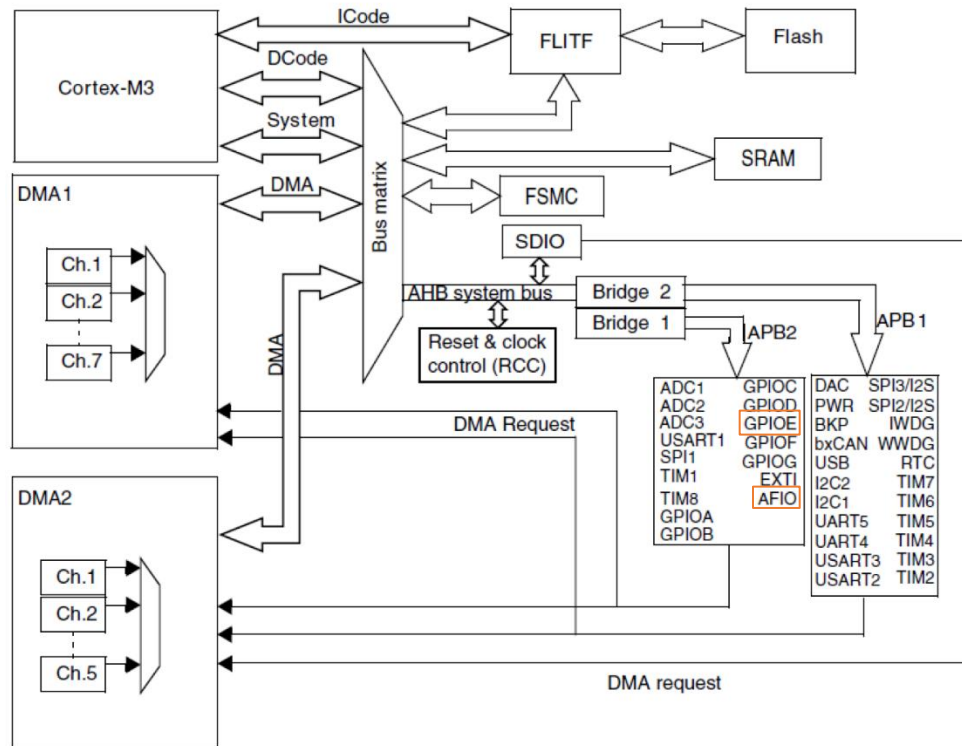 ICode
FLITF
Flash
Cortex-M3
DCode
System
Bus matrix
SRAM
DMA1
DMA
FSMC
SDIO
Ch.1
Ch.2
Ch.7
AHB system bus
Bridge 2
Bridge 1
APB2
APB1
Reset & clock
control (RCC)
DMA
ADC1 GPIOC
ADC2 GPIOD
ADC3 GPIOE
USART1 GPIOF
SPI1 GPIOG
TIM1 EXTI
TIM8 AFIO
GPIOA
GPIOB
DAC SPI3/I2S
PWR SPI2/I2S
BKP IWDG
bxCAN WWDG
USB RTC
I2C2 TIM7
I2C1 TIM6
UART5 TIM5
UART4 TIM4
USART3 TIM3
USART2 TIM2
DMA Request
DMA2
Ch.1
Ch.2
Ch.5
DMA request